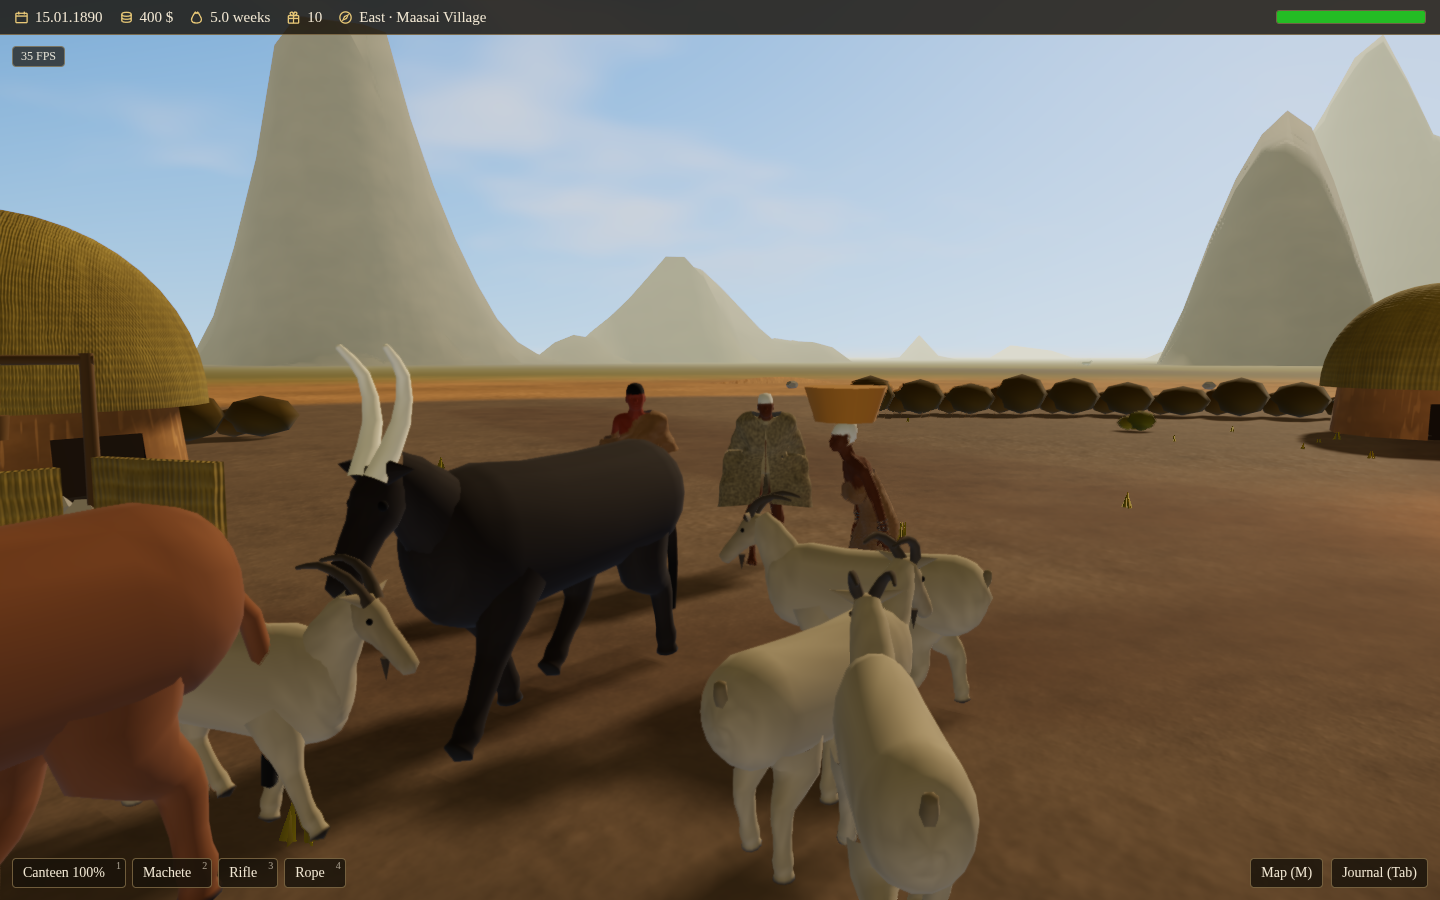 15.01.1890 400 $ 5.0 weeks 10 East · Maasai Village
35 FPS
Canteen 100% 1 Machete 2 Rifle 3 Rope 4 Map (M) Journal (Tab)